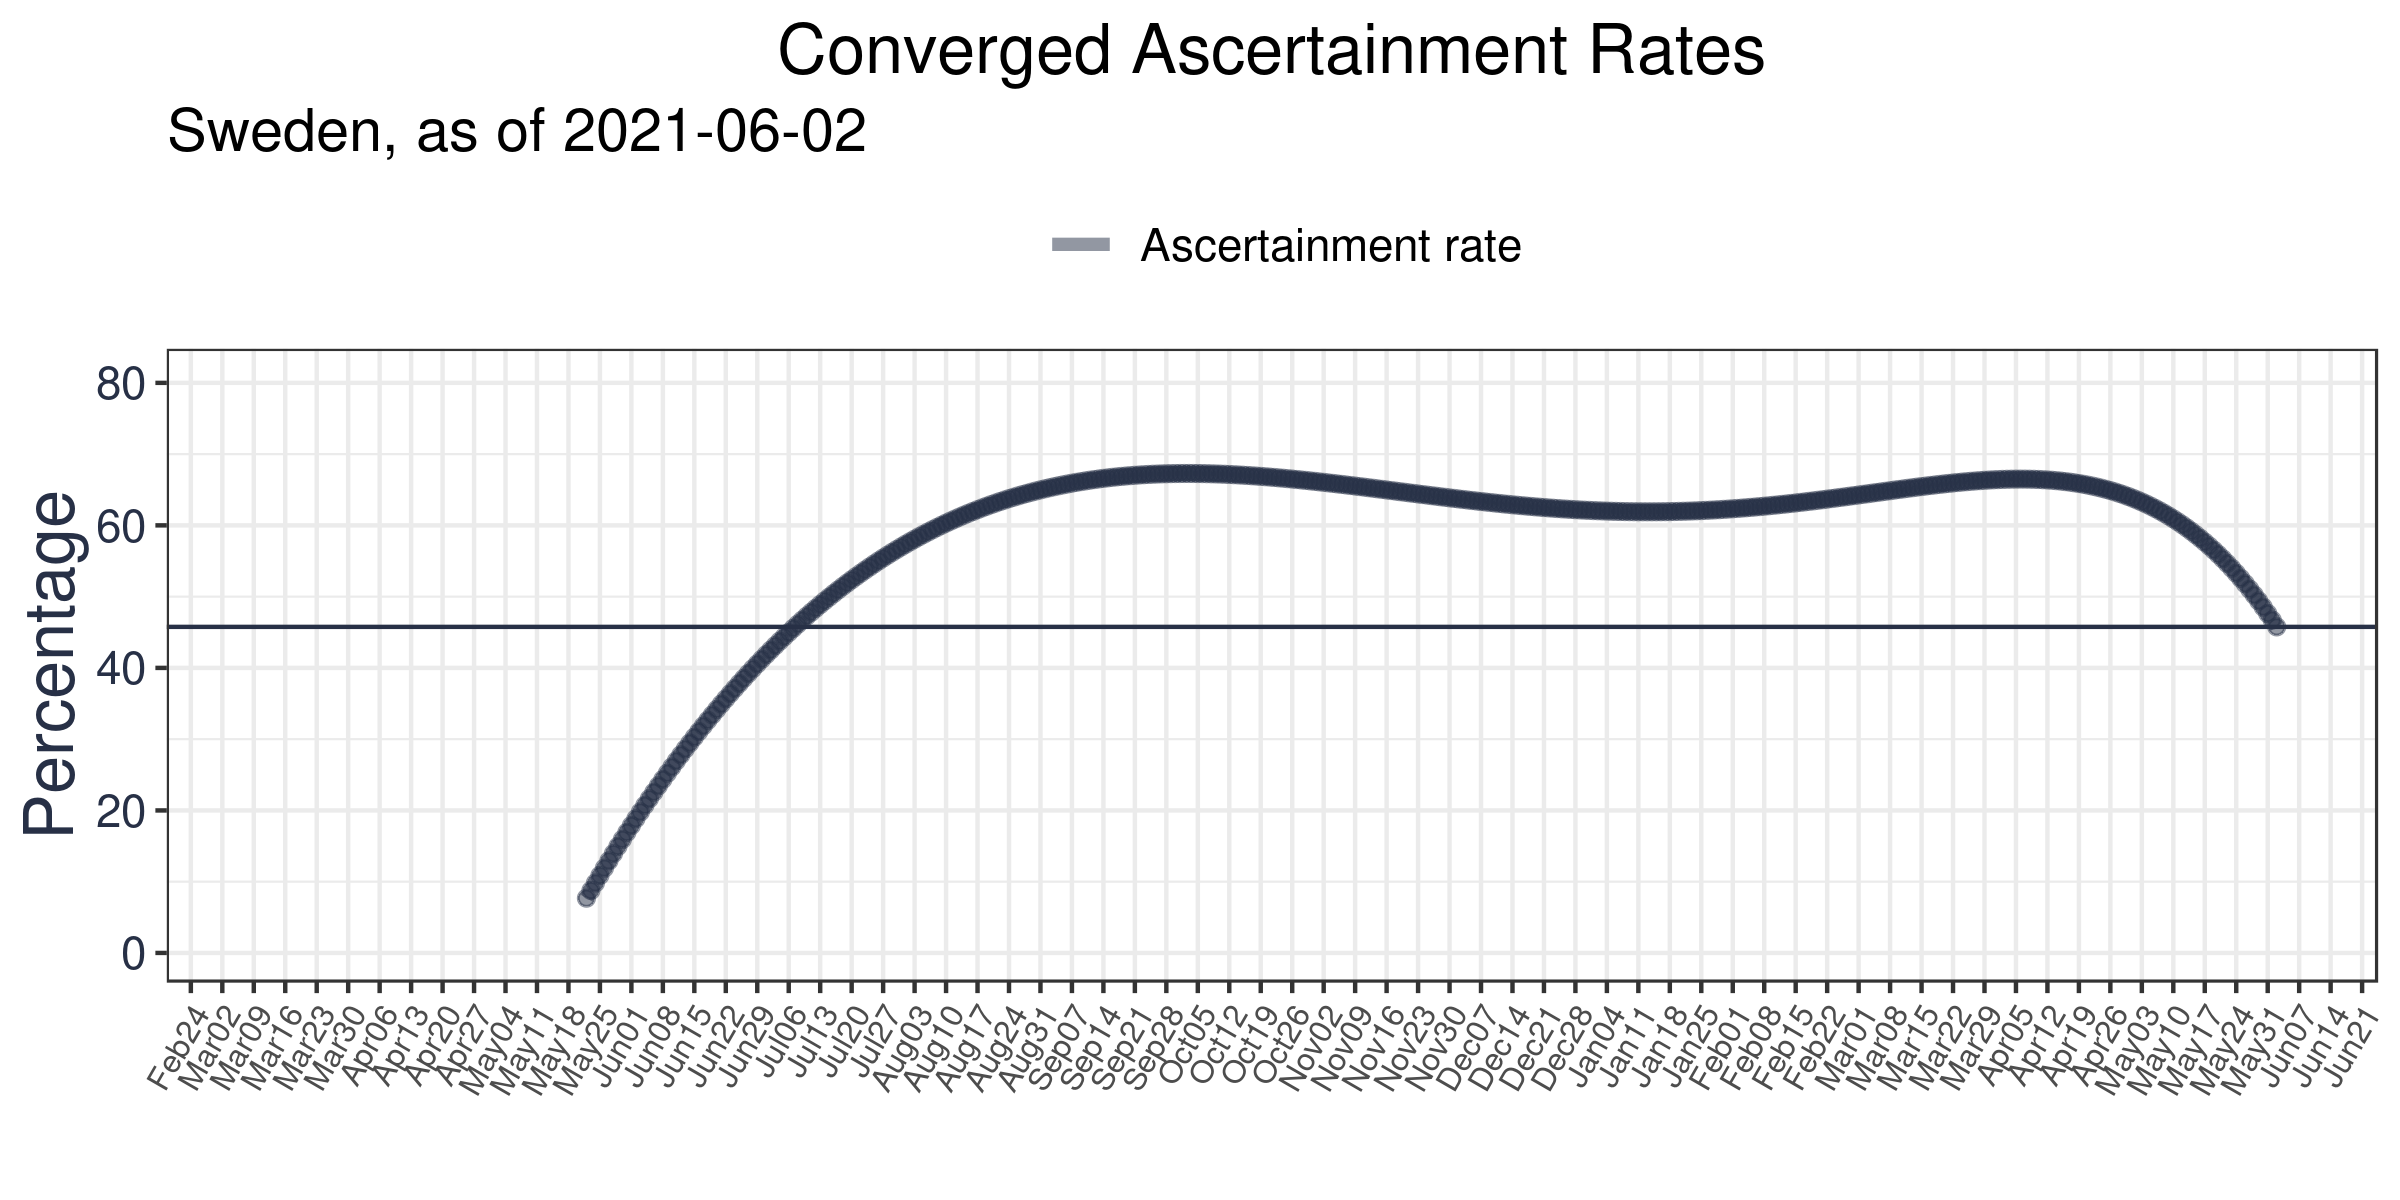 Converged Ascertainment Rates
Sweden, as of 2021-06-02
Ascertainment rate
Percentage
80
60
40
20
0
Feb24 Mar02 Mar09 Mar16 Mar23 Mar30 Apr06 Apr13 Apr20 Apr27 May04 May11 May18 May25 Jun01 Jun08 Jun15 Jun22 Jun29 Jul06 Jul13 Jul20 Jul27 Aug03 Aug10 Aug17 Aug24 Aug31 Sep07 Sep14 Sep21 Sep28 Oct05 Oct12 Oct19 Oct26 Nov02 Nov09 Nov16 Nov23 Nov30 Dec07 Dec14 Dec21 Dec28 Jan04 Jan11 Jan18 Jan25 Feb01 Feb08 Feb15 Feb22 Mar01 Mar08 Mar15 Mar22 Mar29 Apr05 Apr12 Apr19 Apr26 May03 May10 May17 May24 May31 Jun07 Jun14 Jun21